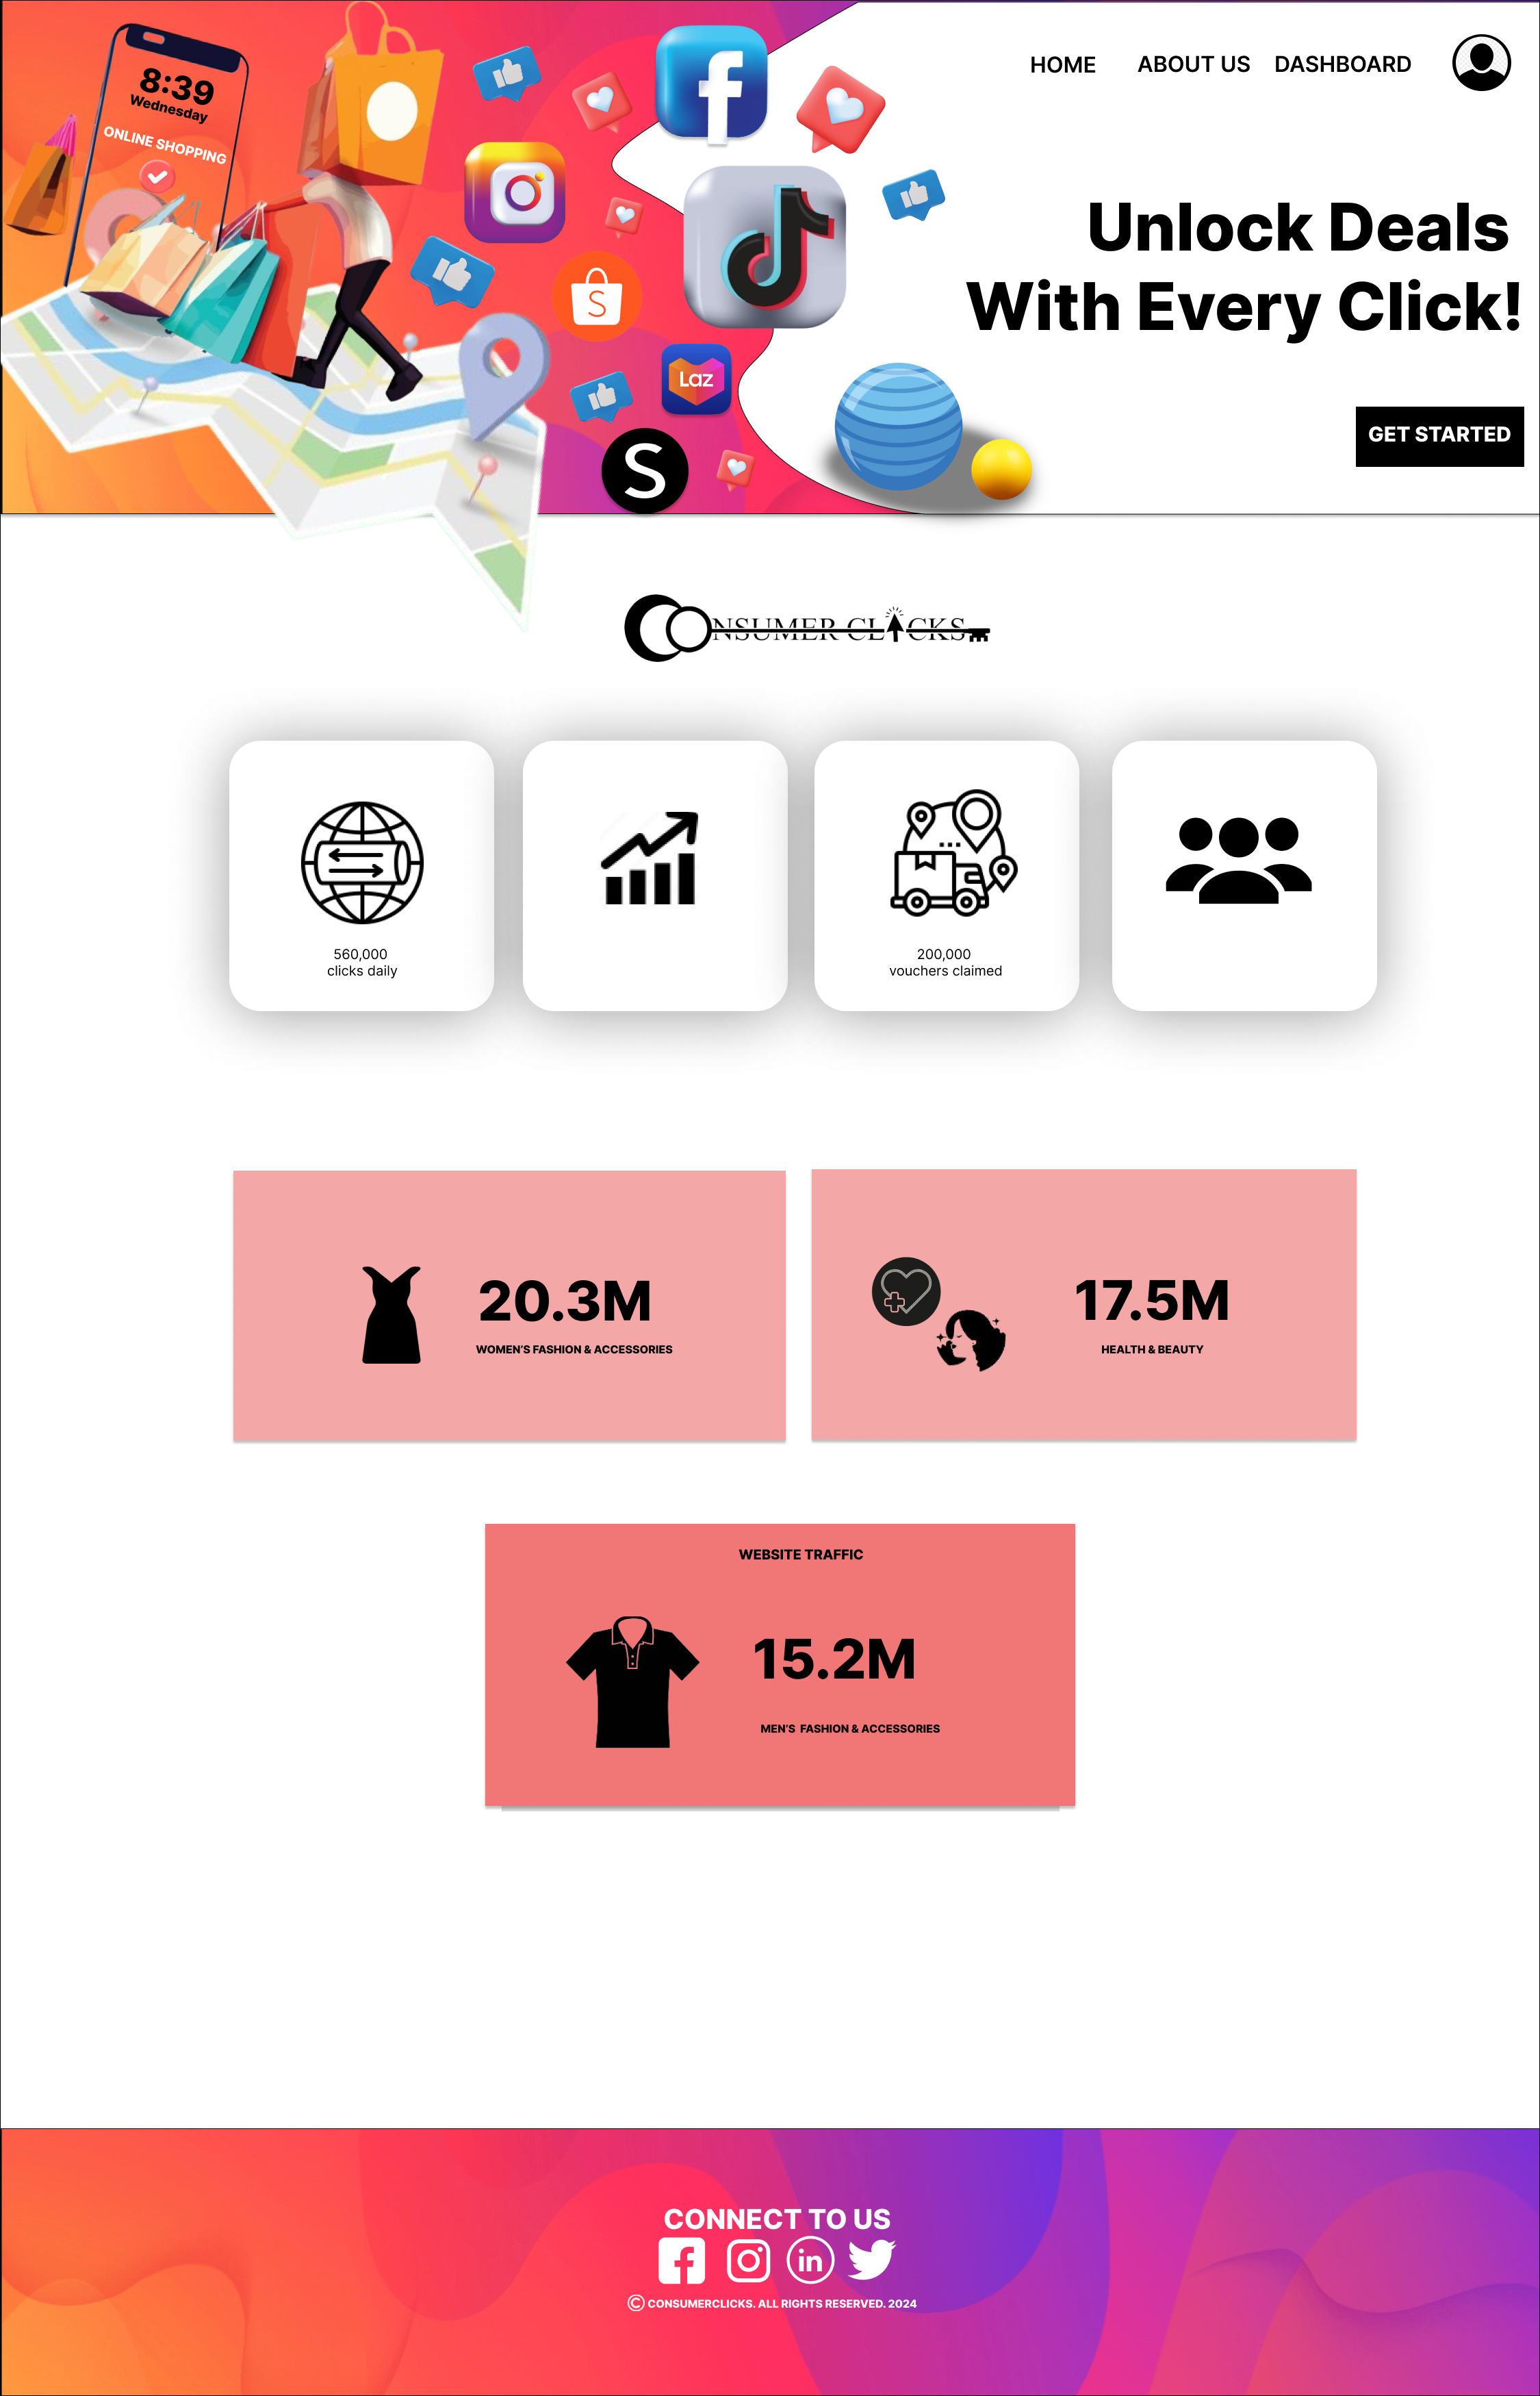 HOME ABOUT US DASHBOARD
8:39
Wednesday
ONLINE SHOPPING
Unlock Deals
With Every Click!
S
Laz
S
GET STARTED
CONSUMER CLICKS
560,000
clicks daily
200,000
vouchers claimed
20.3M
WOMEN'S FASHION & ACCESSORIES
17.5M
HEALTH & BEAUTY
WEBSITE TRAFFIC
15.2M
MEN'S FASHION & ACCESSORIES
CONNECT TO US
© CONSUMERCLICKS. ALL RIGHTS RESERVED. 2024